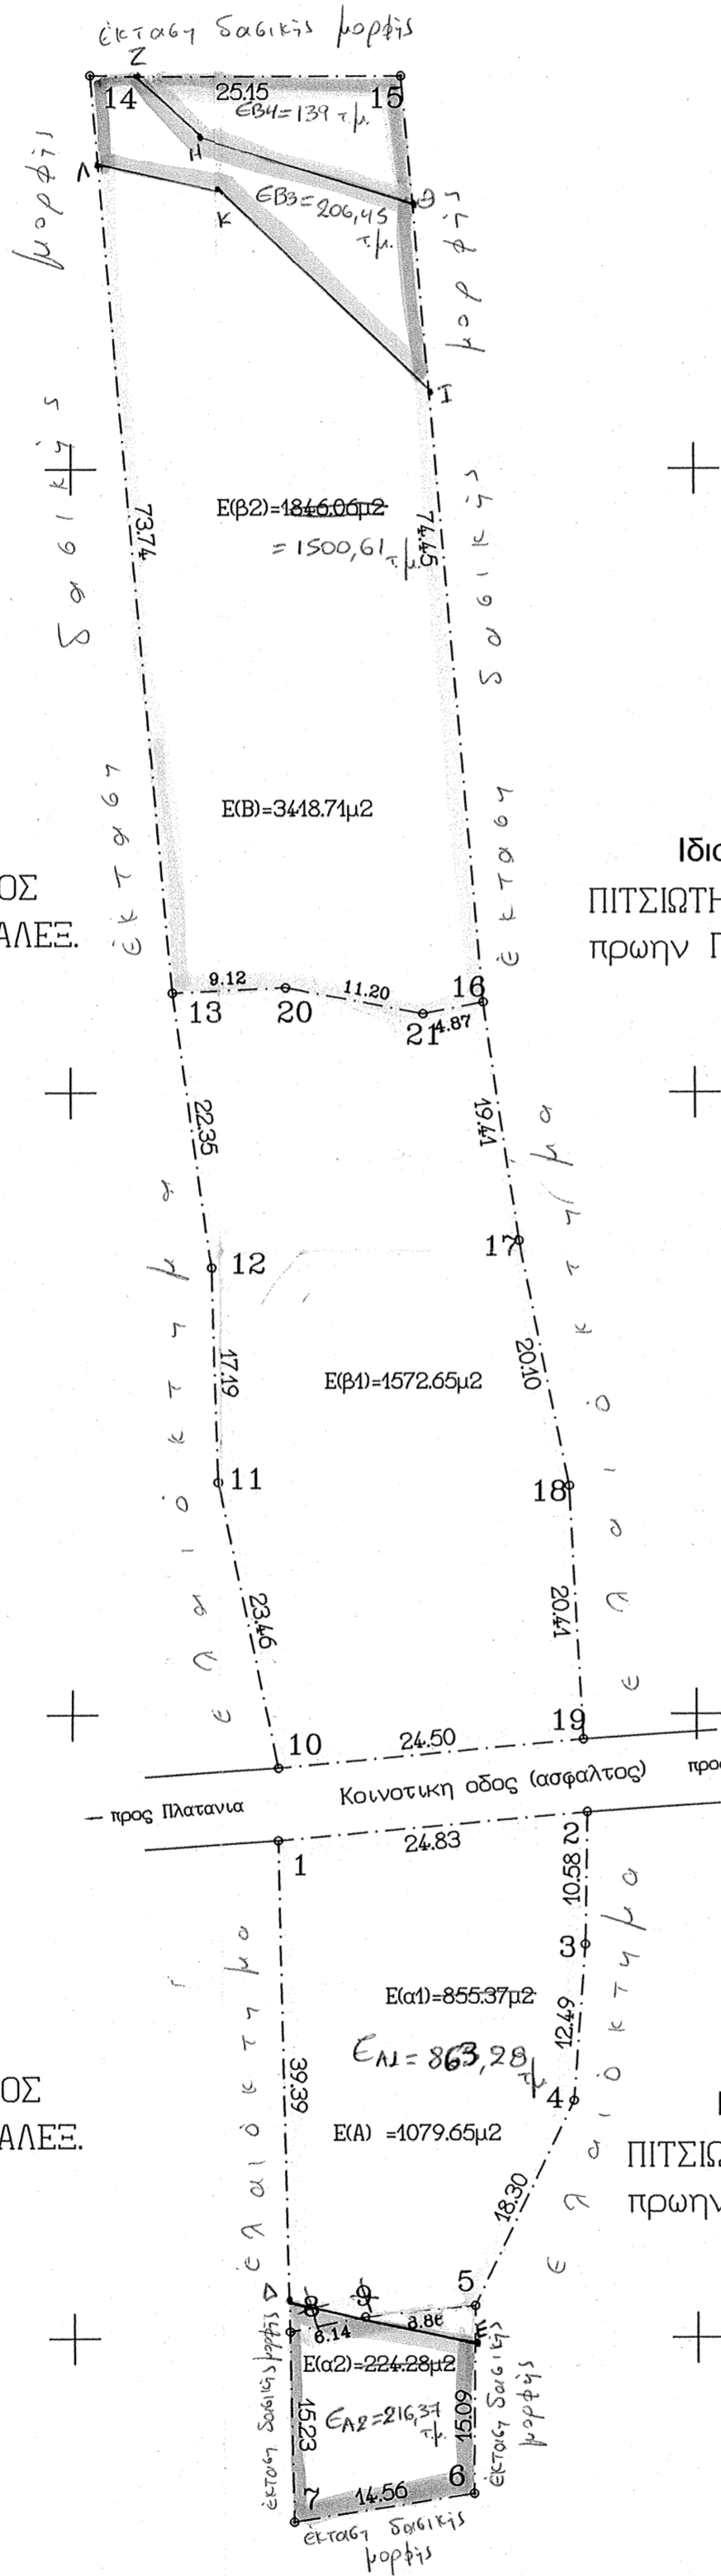 έκταση δασικής μορφής
Ζ
14
25.15
15
ΕΒ4=139 τ.μ.
Η
Λ
Κ
ΕΒ3=206,45
τ.μ.
Θ
Ι
έκταση δασικής μορφής
έκταση δασικής μορφής
73.74
74.45
Ε(β2)=1846.06μ2
=1500,61 τ.μ.
Ε(Β)=3418.71μ2
ΟΣ
ΑΛΕΞ.
Ιδιο
ΠΙΤΣΙΩΤΗ
πρωην Π
13
9.12
20
11.20
21
4.87
16
22.35
19.41
12
17
17.19
20.10
Ε(β1)=1572.65μ2
11
18
23.46
20.41
ελαιόκτημα
ελαιόκτημα
10
24.50
19
— προς Πλατανια
Κοινοτικη οδος (ασφαλτος)
προς
1
24.83
2
10.58
3
Ε(α1)=855.37μ2
12.49
ΕΑ1=863,28 τμ
39.39
4
Ε(Α) =1079.65μ2
ελαιόκτημα
ελαιόκτημα
18.30
ΟΣ
ΑΛΕΞ.
ΠΙΤΣΙΩ
πρωην
Δ
8
9
5
6.14
8.86
Ε
Ε(α2)=224.28μ2
15.23
ΕΑ2=216,37
τμ.
15.09
έκταση δασικής μορφής
έκταση δασικής
μορφής
7
14.56
6
έκταση δασικής
μορφής